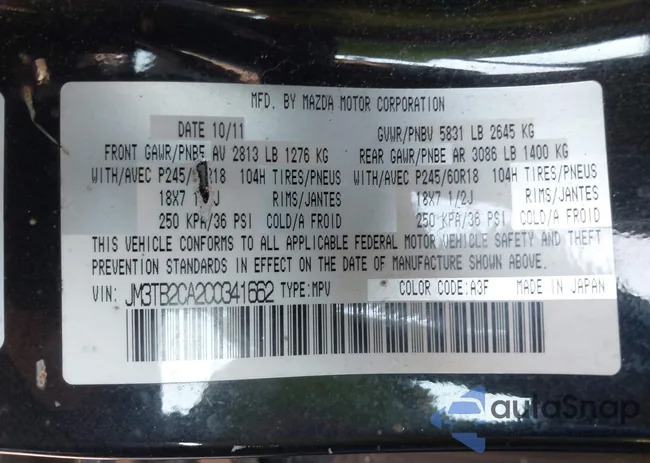 MFD. BY MAZDA MOTOR CORPORATION
DATE 10/11 GVWR/PNBV 5831 LB 2645 KG
FRONT GAWR/PNBE AV 2813 LB 1276 KG REAR GAWR/PNBE AR 3086 LB 1400 KG
WITH/AVEC P245/ R18 104H TIRES/PNEUS WITH/AVEC P245/60R18 104H TIRES/PNEUS
18X7 1/2J RIMS/JANTES 18X7 1/2J RIMS/JANTES
250 KPA/36 PSI COLD/A FROID 250 KPA/36 PSI COLD/A FROID
THIS VEHICLE CONFORMS TO ALL APPLICABLE FEDERAL MOTOR VEHICLE SAFETY AND THEFT
PREVENTION STANDARDS IN EFFECT ON THE DATE OF MANUFACTURE SHOWN ABOVE.
VIN: JM3TB2CA2C0341662 TYPE:MPV COLOR CODE:A3F MADE IN JAPAN
autoSnap